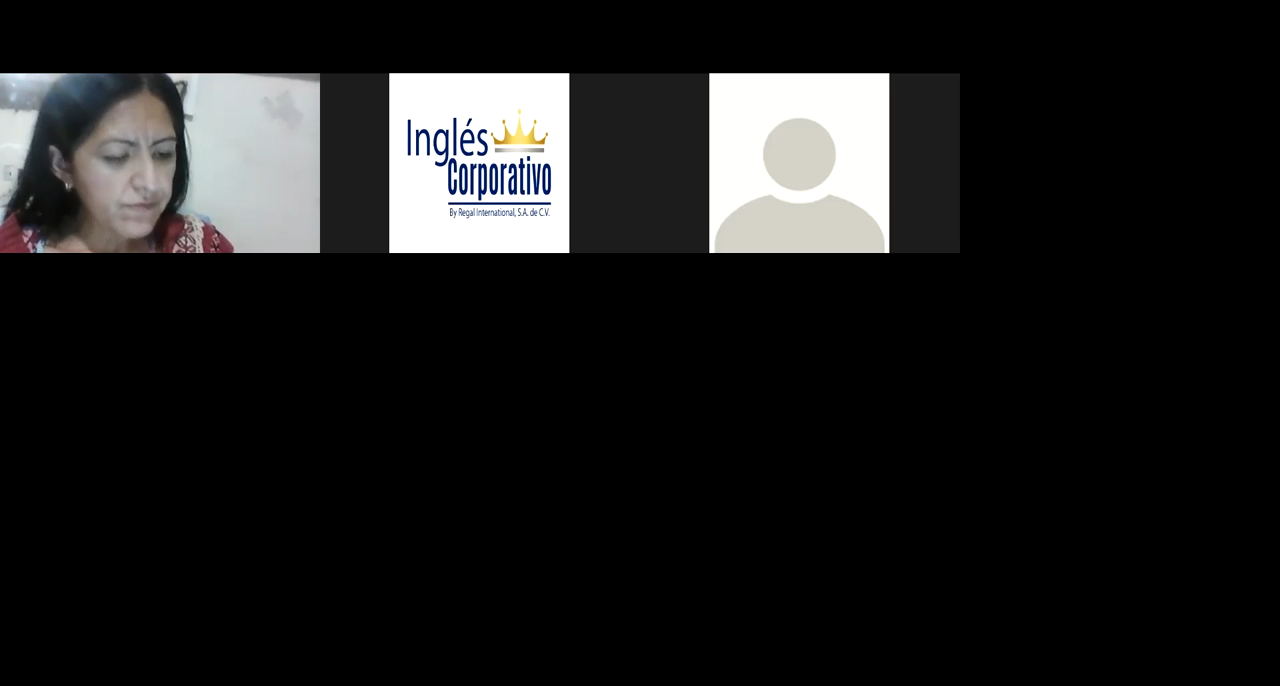 Inglés
Corporativo
By Regal International, S.A. de C.V.